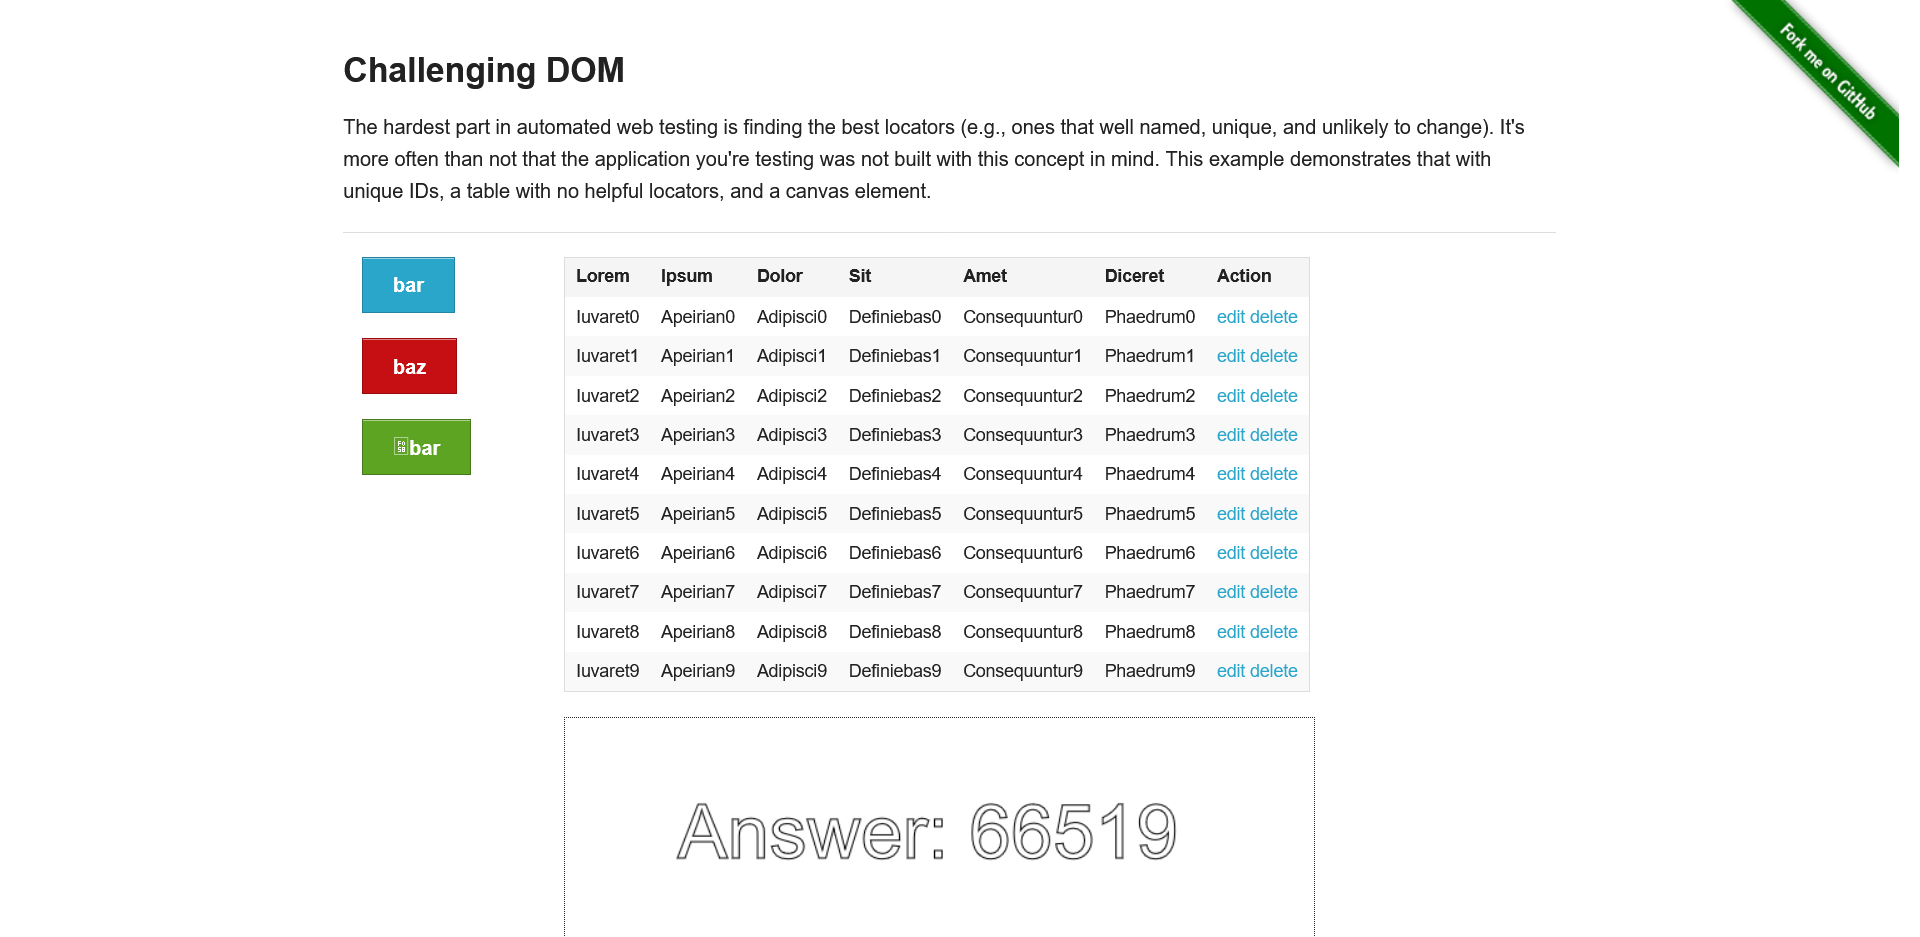 Fork me on GitHub
Challenging DOM
The hardest part in automated web testing is finding the best locators (e.g., ones that well named, unique, and unlikely to change). It's
more often than not that the application you're testing was not built with this concept in mind. This example demonstrates that with
unique IDs, a table with no helpful locators, and a canvas element.
bar
baz
bar
Lorem Ipsum Dolor Sit Amet Diceret Action
Iuvaret0 Apeirian0 Adipisci0 Definiebas0 Consequuntur0 Phaedrum0 edit delete
Iuvaret1 Apeirian1 Adipisci1 Definiebas1 Consequuntur1 Phaedrum1 edit delete
Iuvaret2 Apeirian2 Adipisci2 Definiebas2 Consequuntur2 Phaedrum2 edit delete
Iuvaret3 Apeirian3 Adipisci3 Definiebas3 Consequuntur3 Phaedrum3 edit delete
Iuvaret4 Apeirian4 Adipisci4 Definiebas4 Consequuntur4 Phaedrum4 edit delete
Iuvaret5 Apeirian5 Adipisci5 Definiebas5 Consequuntur5 Phaedrum5 edit delete
Iuvaret6 Apeirian6 Adipisci6 Definiebas6 Consequuntur6 Phaedrum6 edit delete
Iuvaret7 Apeirian7 Adipisci7 Definiebas7 Consequuntur7 Phaedrum7 edit delete
Iuvaret8 Apeirian8 Adipisci8 Definiebas8 Consequuntur8 Phaedrum8 edit delete
Iuvaret9 Apeirian9 Adipisci9 Definiebas9 Consequuntur9 Phaedrum9 edit delete
Answer: 66519